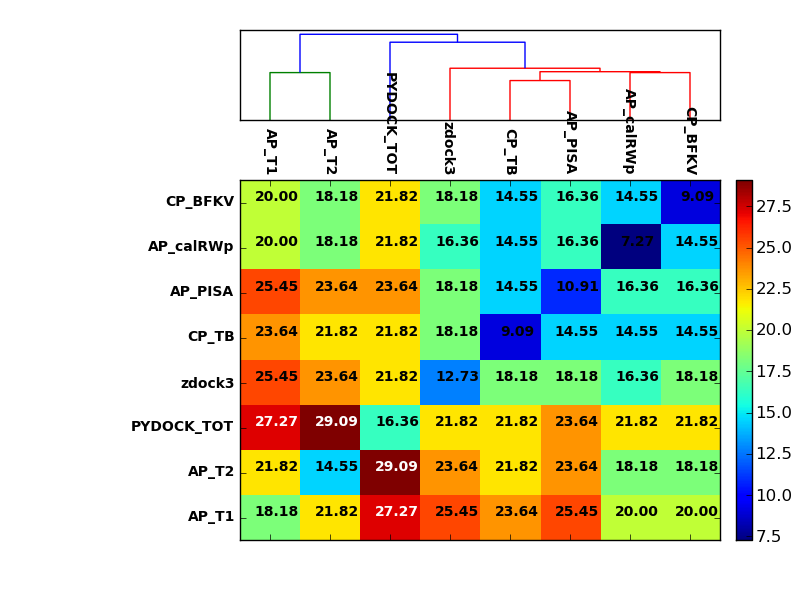 AP_T1 AP_T2 PYDOCK_TOT zdock3 CP_TB AP_PISA AP_calRWp CP_BFKV
CP_BFKV 20.00 18.18 21.82 18.18 14.55 16.36 14.55 9.09
AP_calRWp 20.00 18.18 21.82 16.36 14.55 16.36 7.27 14.55
AP_PISA 25.45 23.64 23.64 18.18 14.55 10.91 16.36 16.36
CP_TB 23.64 21.82 21.82 18.18 9.09 14.55 14.55 14.55
zdock3 25.45 23.64 21.82 12.73 18.18 18.18 16.36 18.18
PYDOCK_TOT 27.27 29.09 16.36 21.82 21.82 23.64 21.82 21.82
AP_T2 21.82 14.55 29.09 23.64 21.82 23.64 18.18 18.18
AP_T1 18.18 21.82 27.27 25.45 23.64 25.45 20.00 20.00
27.5
25.0
22.5
20.0
17.5
15.0
12.5
10.0
7.5